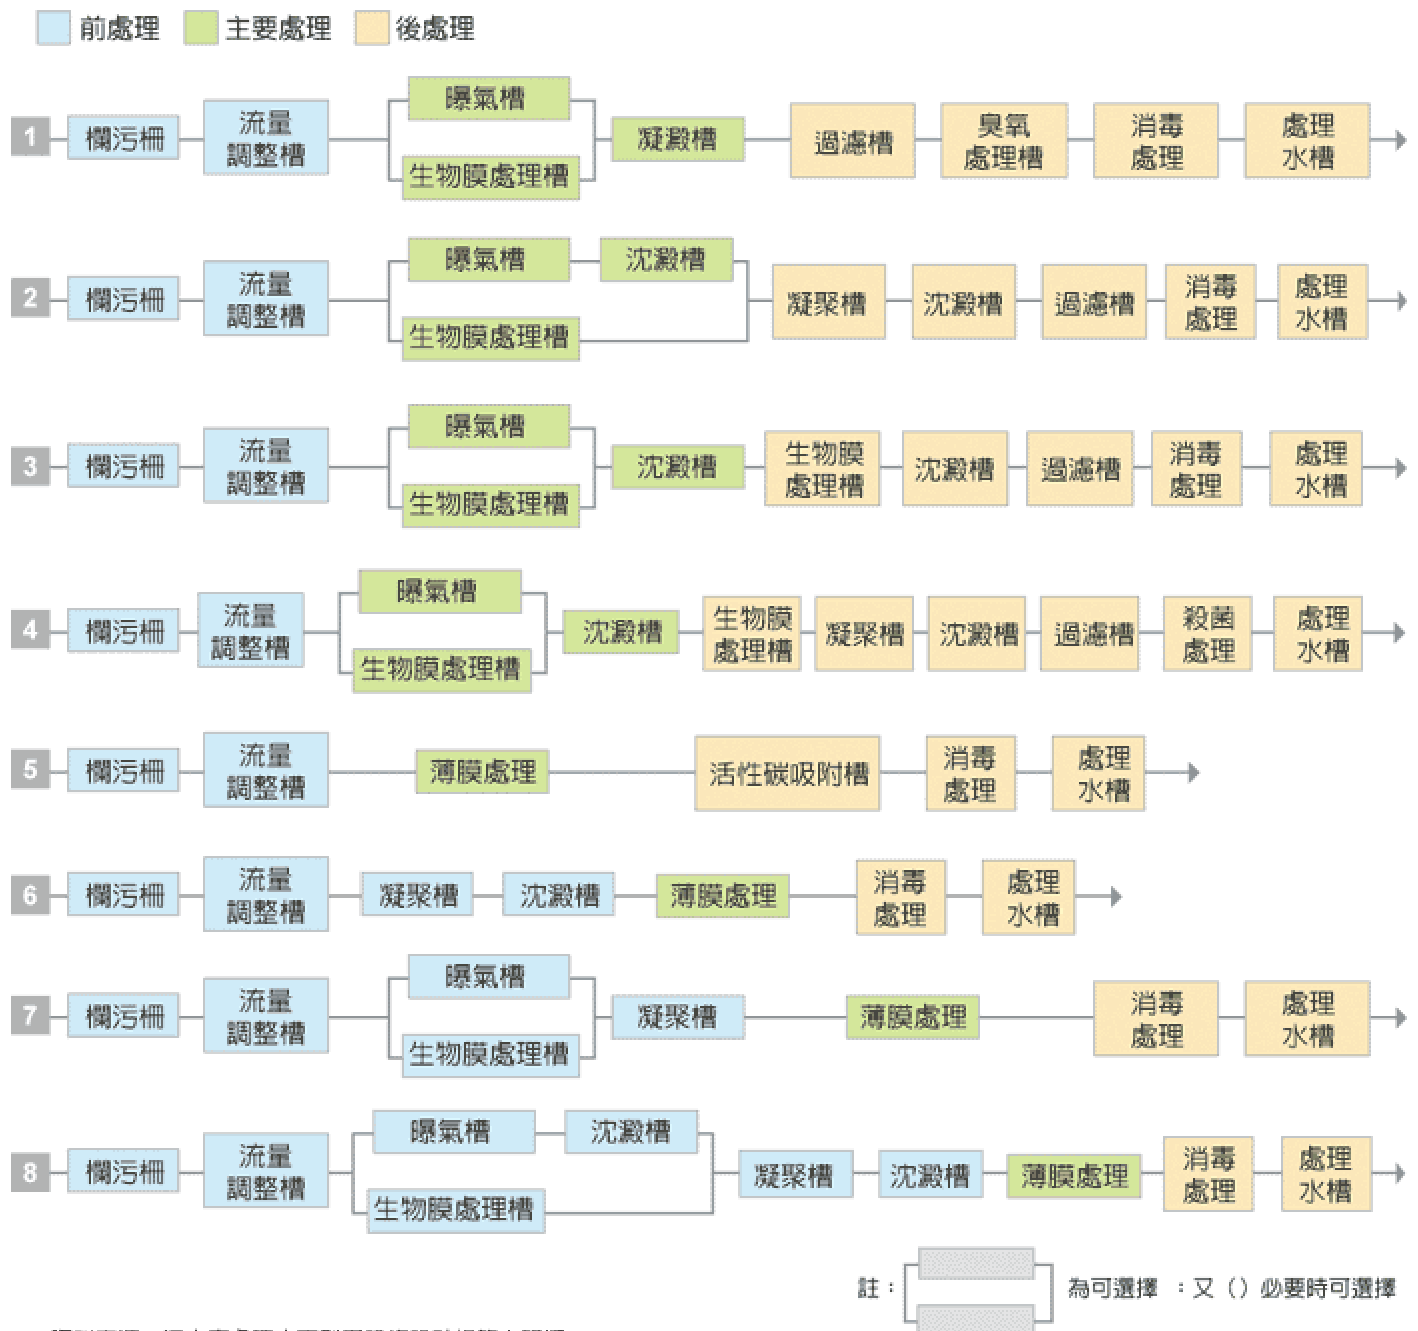 前處理 主要處理 後處理
1 欄污柵 流量調整槽 曝氣槽 生物膜處理槽 凝澱槽 過濾槽 臭氧處理槽 消毒處理 處理水槽
2 欄污柵 流量調整槽 曝氣槽 沈澱槽 生物膜處理槽 凝聚槽 沈澱槽 過濾槽 消毒處理 處理水槽
3 欄污柵 流量調整槽 曝氣槽 生物膜處理槽 沈澱槽 生物膜處理槽 沈澱槽 過濾槽 消毒處理 處理水槽
4 欄污柵 流量調整槽 曝氣槽 生物膜處理槽 沈澱槽 生物膜處理槽 凝聚槽 沈澱槽 過濾槽 殺菌處理 處理水槽
5 欄污柵 流量調整槽 薄膜處理 活性碳吸附槽 消毒處理 處理水槽
6 欄污柵 流量調整槽 凝聚槽 沈澱槽 薄膜處理 消毒處理 處理水槽
7 欄污柵 流量調整槽 曝氣槽 生物膜處理槽 凝聚槽 薄膜處理 消毒處理 處理水槽
8 欄污柵 流量調整槽 曝氣槽 沈澱槽 生物膜處理槽 凝聚槽 沈澱槽 薄膜處理 消毒處理 處理水槽
註： 為可選擇 ：又（）必要時可選擇